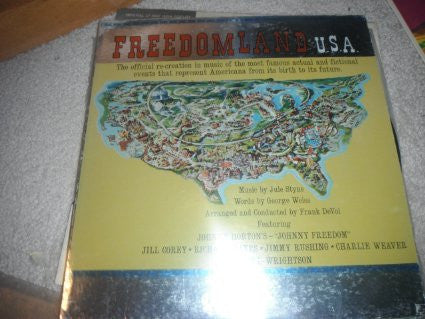 FREEDOMLAND U.S.A.
The official re-creation in music of the most famous actual and fictional
events that represent Americans from its birth to its future.
Music by Jule Styne
Words by George Weiss
Arranged and Conducted by Frank DeVol
Featuring
HORTON'S - "JOHNNY FREEDOM"
JILL COREY • • JIMMY RUSHING • CHARLIE WEAVER
WRIGHTSON